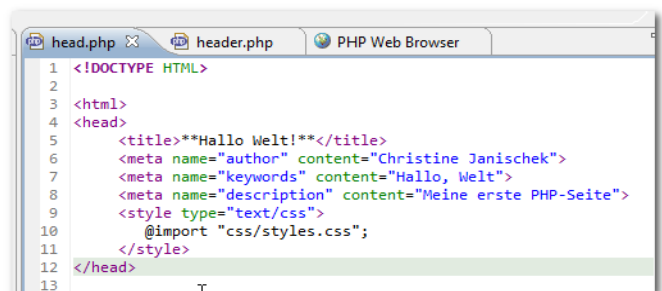 head.php
header.php
PHP Web Browser
1 <!DOCTYPE HTML>
2
3 <html>
4 <head>
5 <title>**Hallo Welt!**</title>
6 <meta name="author" content="Christine Janischek">
7 <meta name="keywords" content="Hallo, Welt">
8 <meta name="description" content="Meine erste PHP-Seite">
9 <style type="text/css">
10 @import "css/styles.css";
11 </style>
12 </head>
13